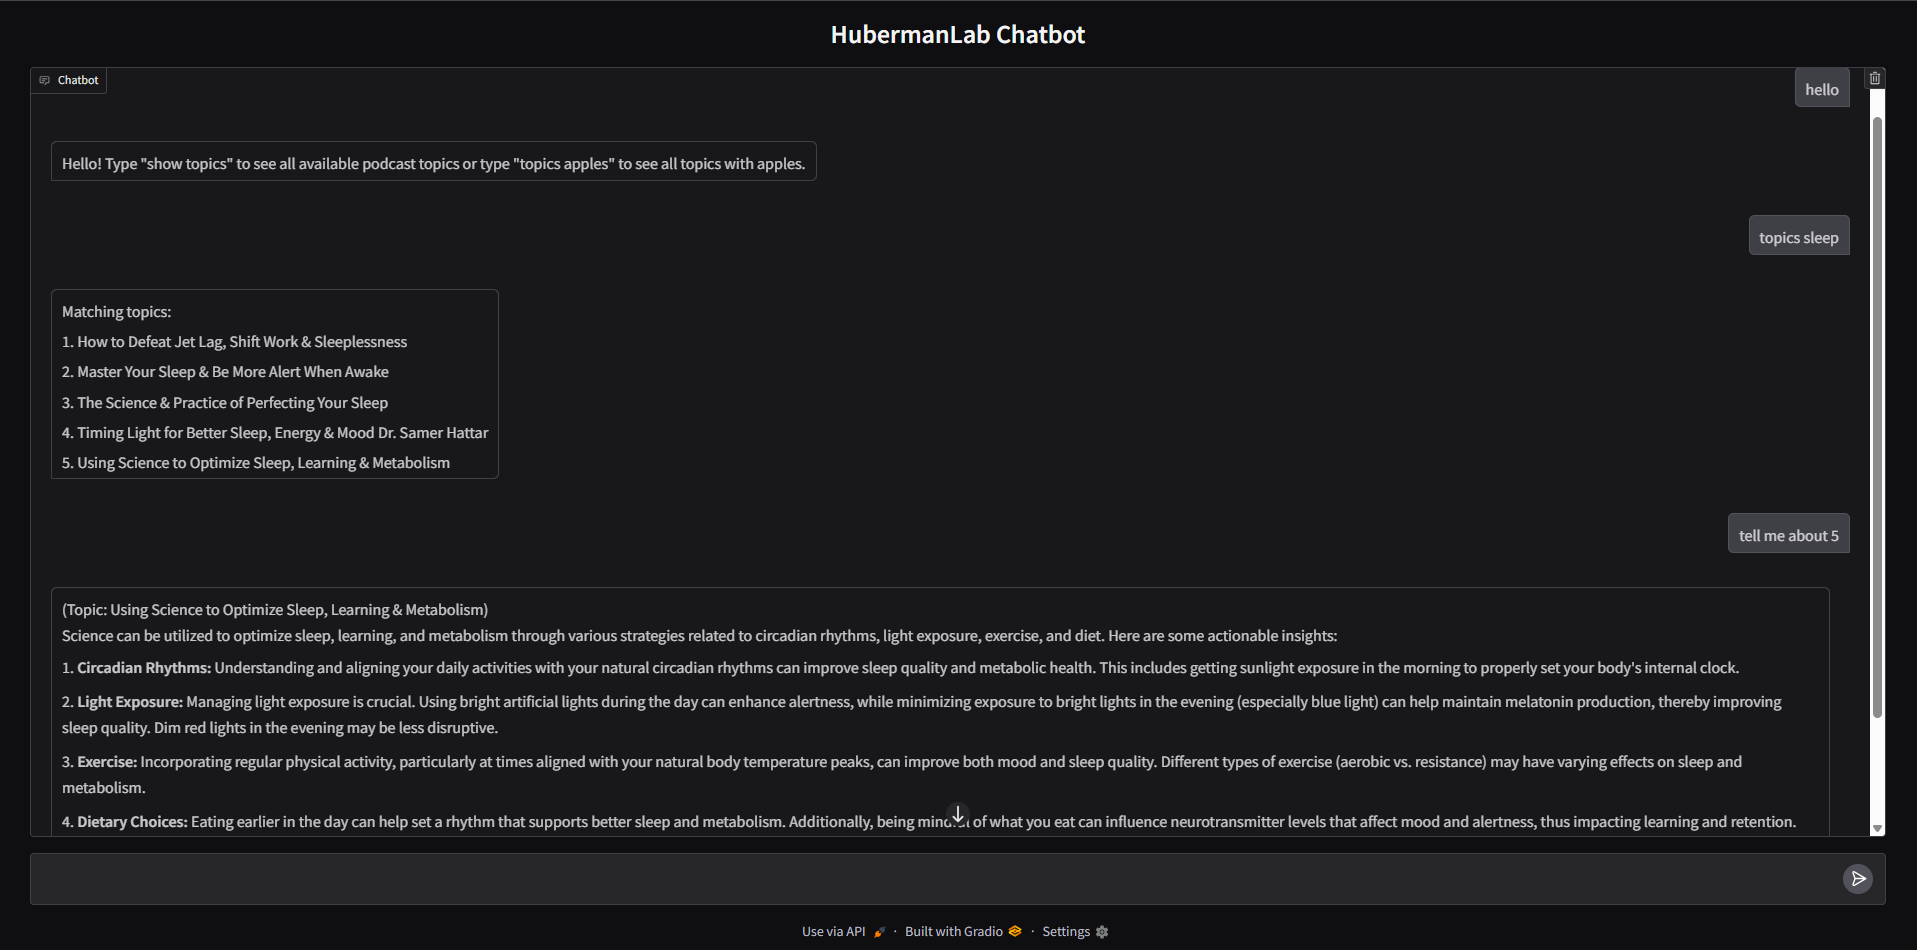 HubermanLab Chatbot
Chatbot
hello
Hello! Type "show topics" to see all available podcast topics or type "topics apples" to see all topics with apples.
topics sleep
Matching topics:
1. How to Defeat Jet Lag, Shift Work & Sleeplessness
2. Master Your Sleep & Be More Alert When Awake
3. The Science & Practice of Perfecting Your Sleep
4. Timing Light for Better Sleep, Energy & Mood Dr. Samer Hattar
5. Using Science to Optimize Sleep, Learning & Metabolism
tell me about 5
(Topic: Using Science to Optimize Sleep, Learning & Metabolism)
Science can be utilized to optimize sleep, learning, and metabolism through various strategies related to circadian rhythms, light exposure, exercise, and diet. Here are some actionable insights:
1. Circadian Rhythms: Understanding and aligning your daily activities with your natural circadian rhythms can improve sleep quality and metabolic health. This includes getting sunlight exposure in the morning to properly set your body's internal clock.
2. Light Exposure: Managing light exposure is crucial. Using bright artificial lights during the day can enhance alertness, while minimizing exposure to bright lights in the evening (especially blue light) can help maintain melatonin production, thereby improving
sleep quality. Dim red lights in the evening may be less disruptive.
3. Exercise: Incorporating regular physical activity, particularly at times aligned with your natural body temperature peaks, can improve both mood and sleep quality. Different types of exercise (aerobic vs. resistance) may have varying effects on sleep and
metabolism.
4. Dietary Choices: Eating earlier in the day can help set a rhythm that supports better sleep and metabolism. Additionally, being mindful of what you eat can influence neurotransmitter levels that affect mood and alertness, thus impacting learning and retention.
Use via API · Built with Gradio · Settings